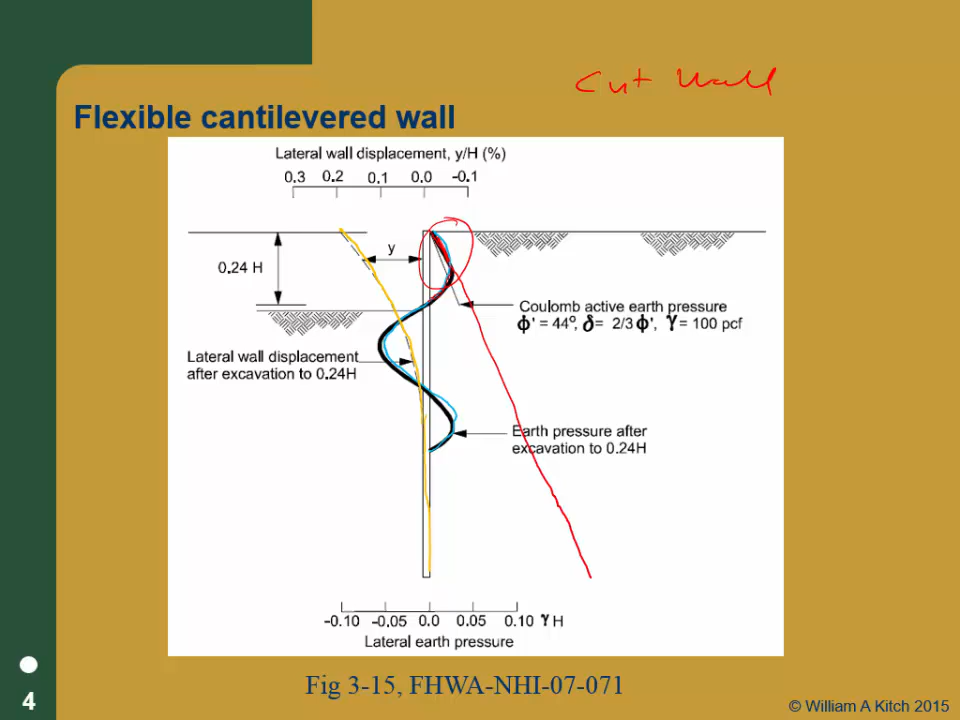 Cut Wall
Flexible cantilevered wall
Lateral wall displacement, y/H (%)
0.3 0.2 0.1 0.0 -0.1
y
0.24 H
Coulomb active earth pressure
ϕ' = 44°, δ = 2/3 ϕ', γ = 100 pcf
Lateral wall displacement
after excavation to 0.24H
Earth pressure after
excavation to 0.24H
-0.10 -0.05 0.0 0.05 0.10 γ H
Lateral earth pressure
Fig 3-15, FHWA-NHI-07-071
4
© William A Kitch 2015